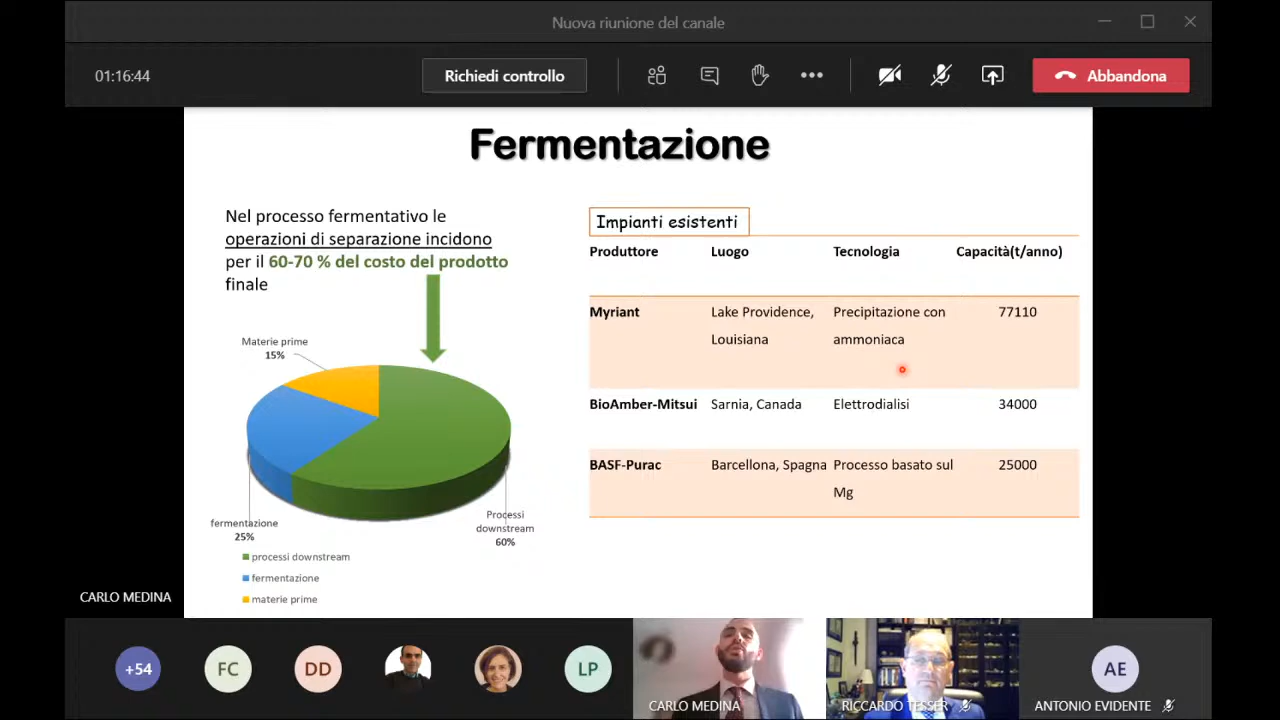 Nuova riunione del canale
01:16:44
Richiedi controllo
Abbandona
Fermentazione
Nel processo fermentativo le
operazioni di separazione incidono
per il 60-70 % del costo del prodotto
finale
Materie prime
15%
fermentazione
25%
Processi
downstream
60%
processi downstream
fermentazione
materie prime
Impianti esistenti
Produttore Luogo Tecnologia Capacità(t/anno)
Myriant Lake Providence, Precipitazione con 77110
Louisiana ammoniaca
BioAmber-Mitsui Sarnia, Canada Elettrodialisi 34000
BASF-Purac Barcellona, Spagna Processo basato sul 25000
Mg
CARLO MEDINA
+54 FC DD LP AE
CARLO MEDINA RICCARDO TESSER ANTONIO EVIDENTE